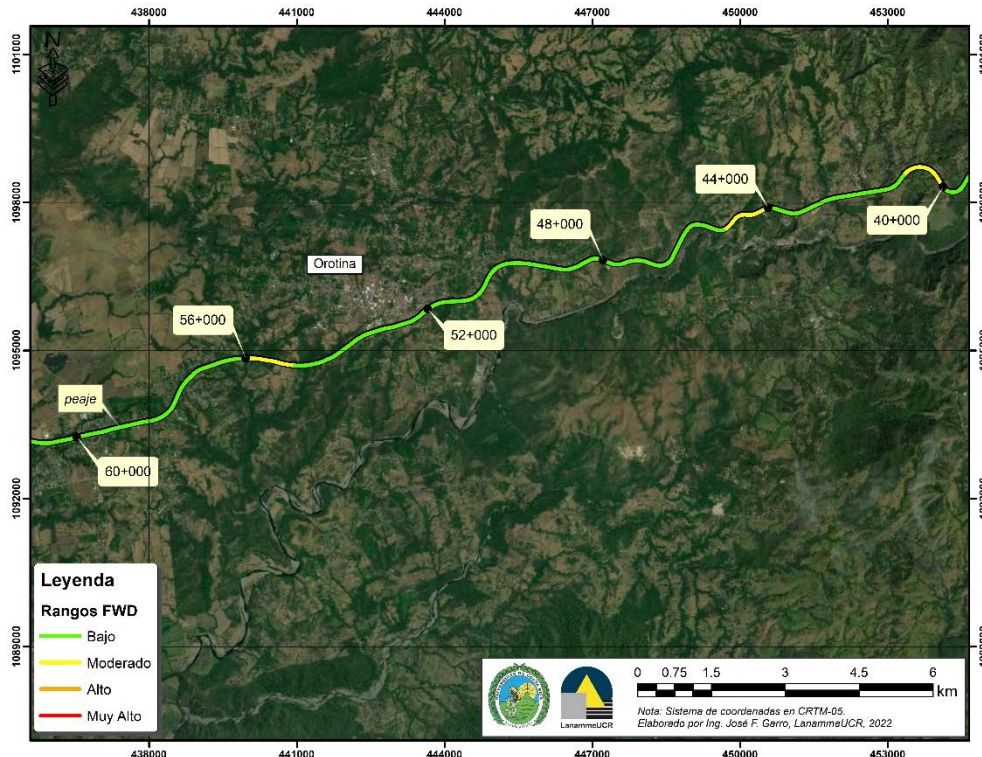 438000 441000 444000 447000 450000 453000
N
1101000
44+000
1098000
40+000
48+000
Orotina
56+000
52+000
1095000
peaje
60+000
1092000
Leyenda
Rangos FWD
Bajo
Moderado
Alto
Muy Alto
1089000
LanammeUCR
0 0.75 1.5 3 4.5 6
km
Nota: Sistema de coordenadas en CRTM-05.
Elaborado por Ing. José F. Garro, LanammeUCR, 2022
438000 441000 444000 447000 450000 453000